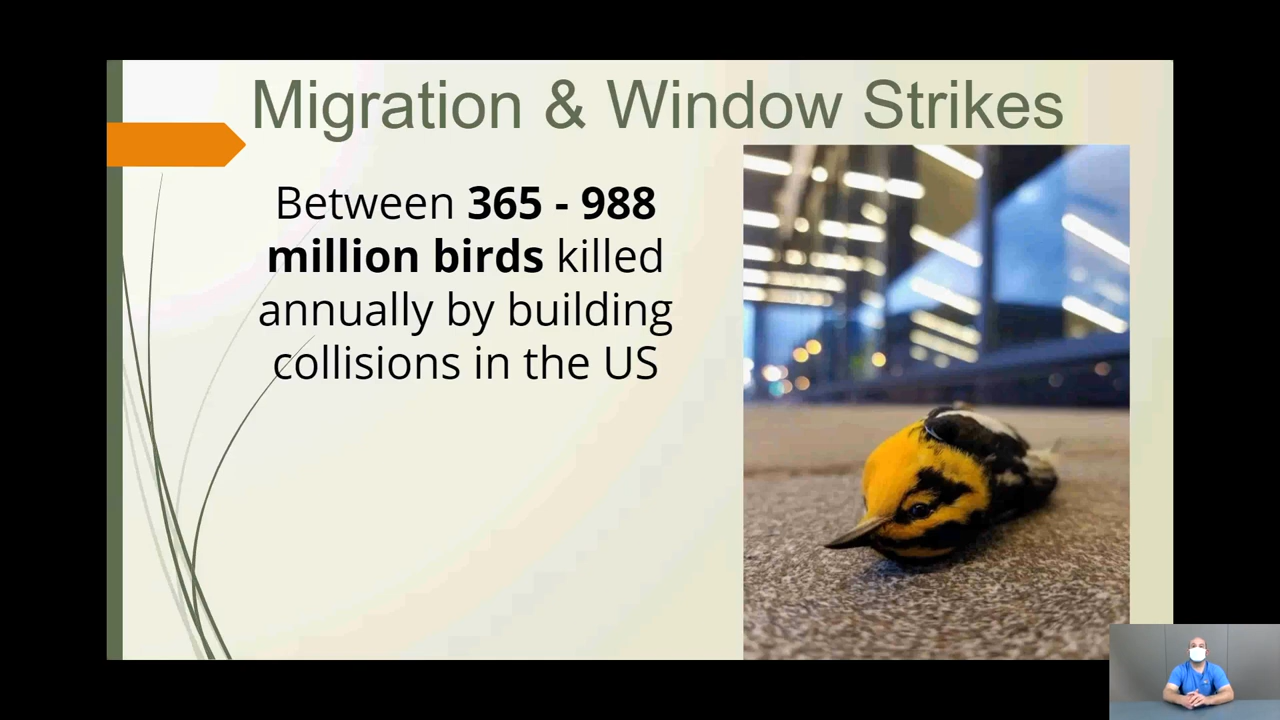 Migration & Window Strikes
Between 365 - 988
million birds killed
annually by building
collisions in the US